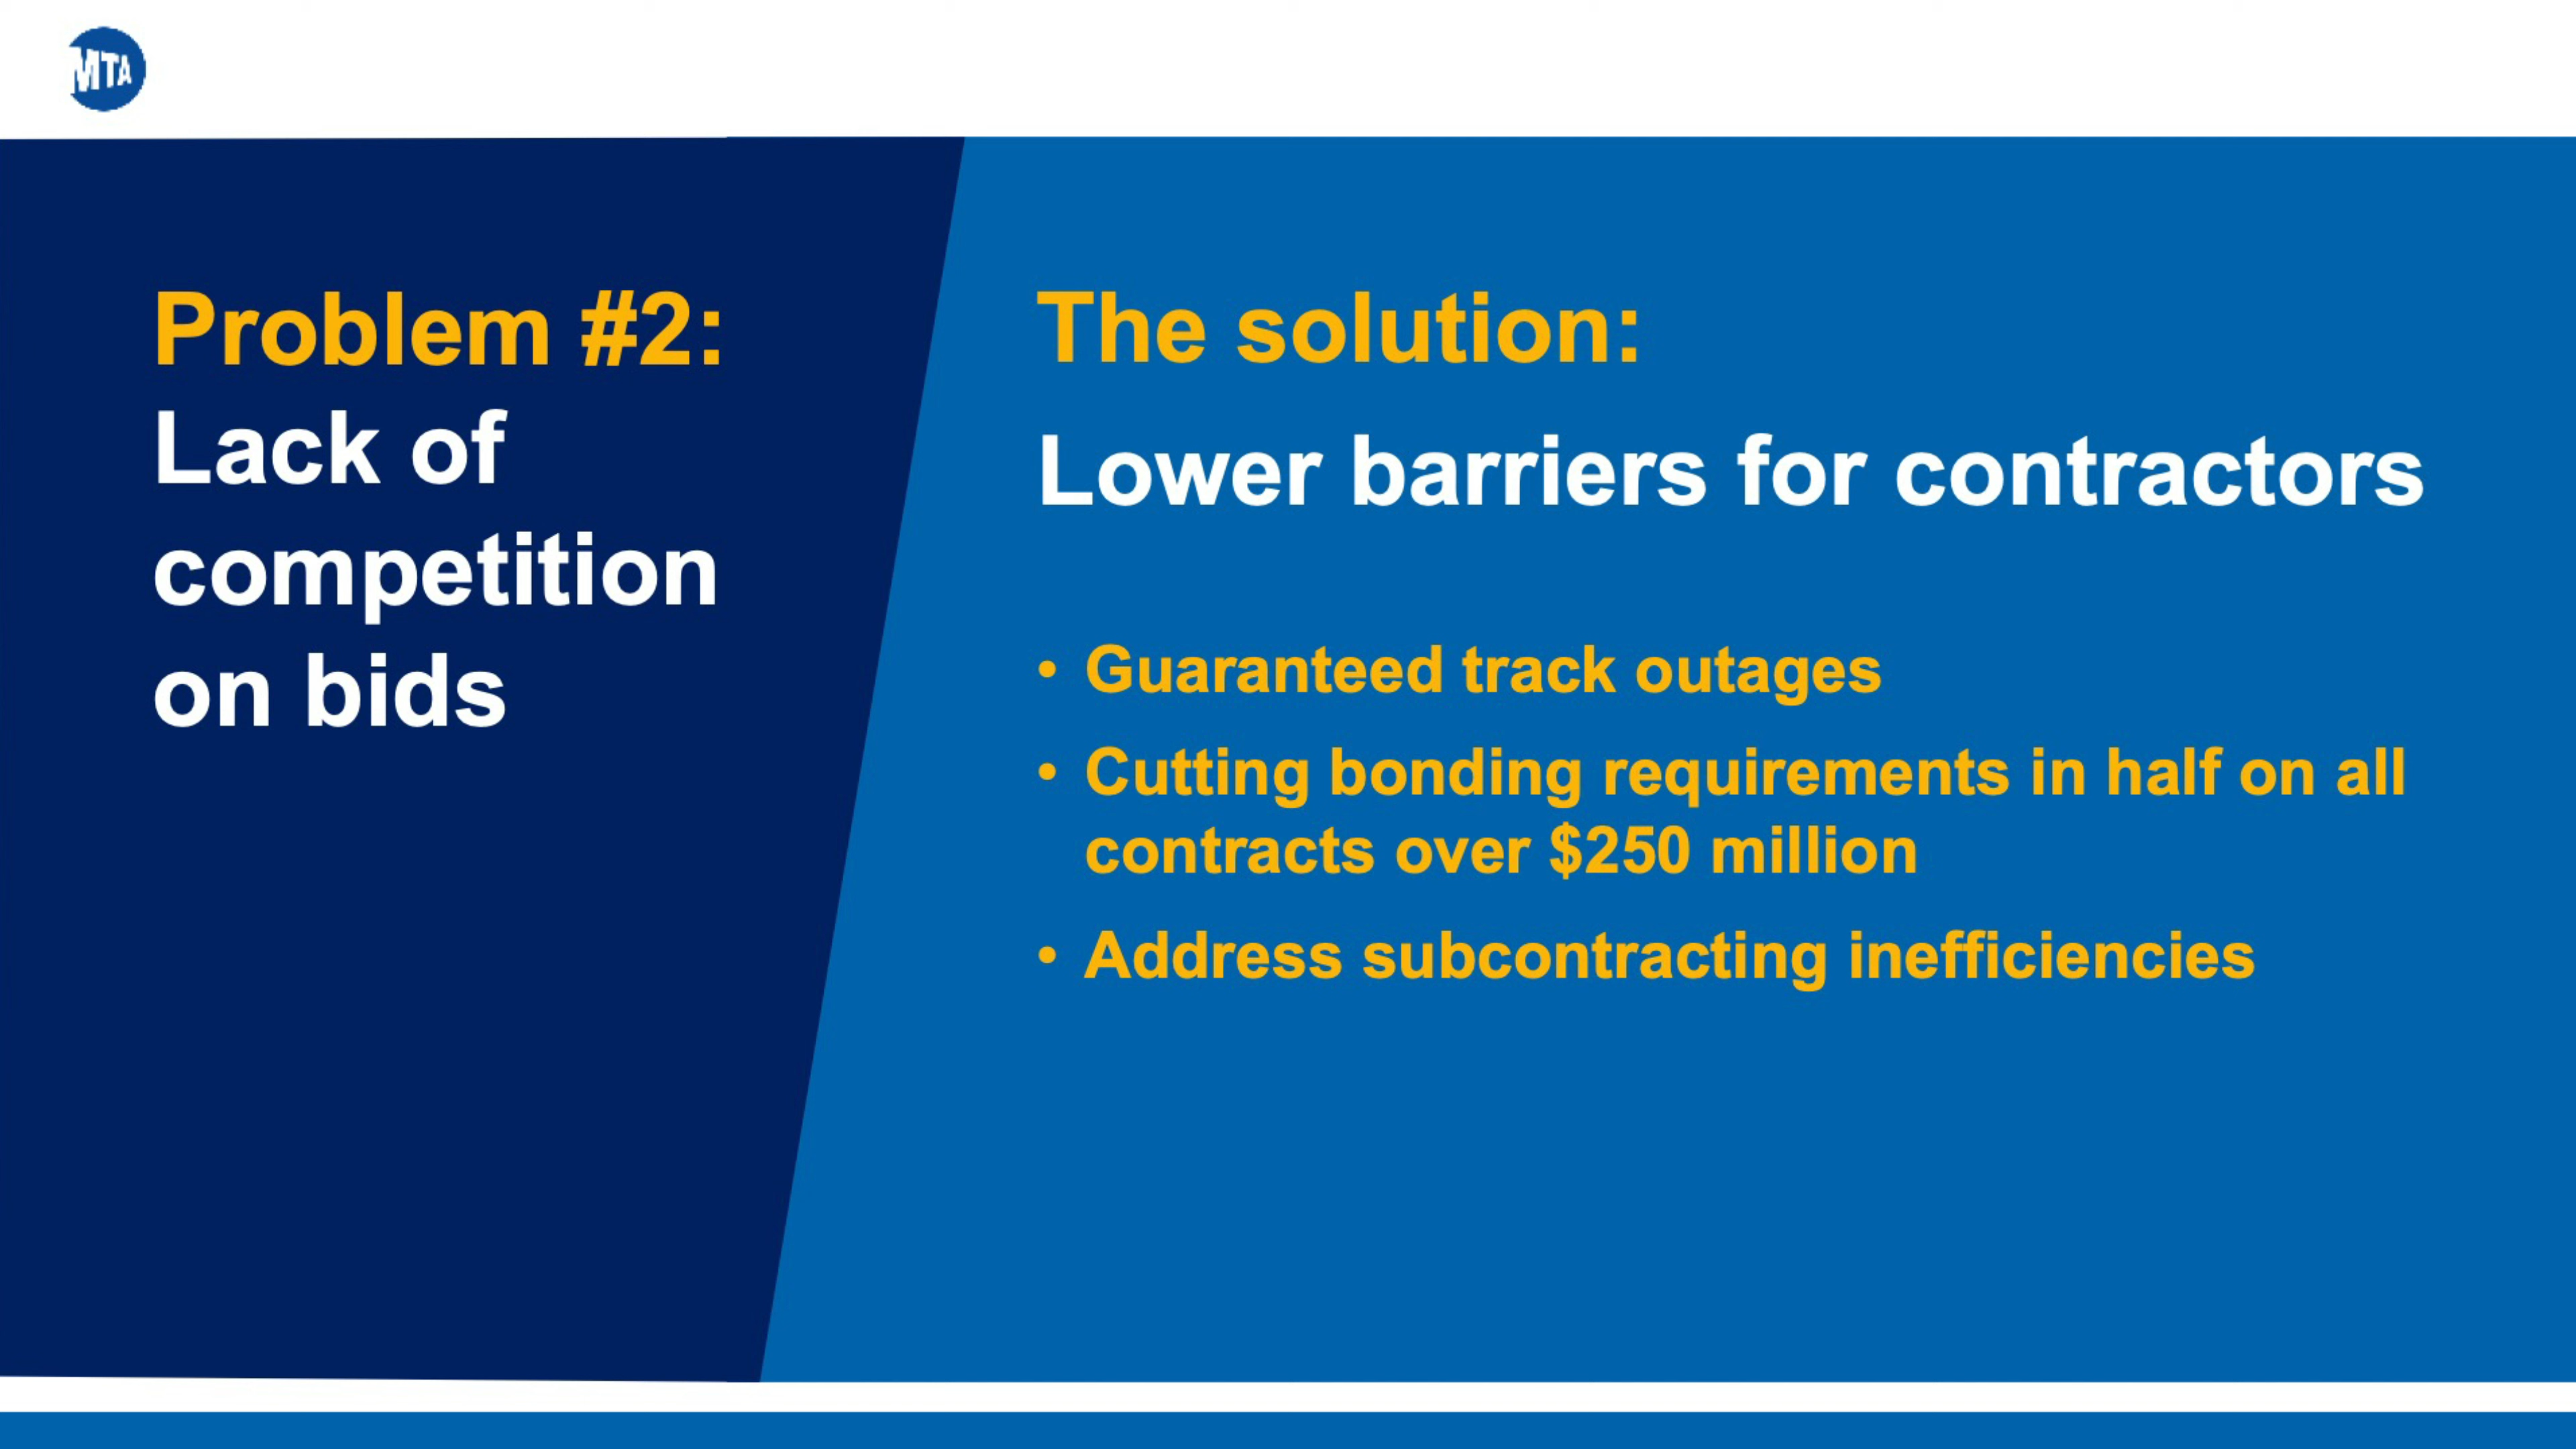 MTA
Problem #2:
Lack of
competition
on bids
The solution:
Lower barriers for contractors
• Guaranteed track outages
• Cutting bonding requirements in half on all
contracts over $250 million
• Address subcontracting inefficiencies